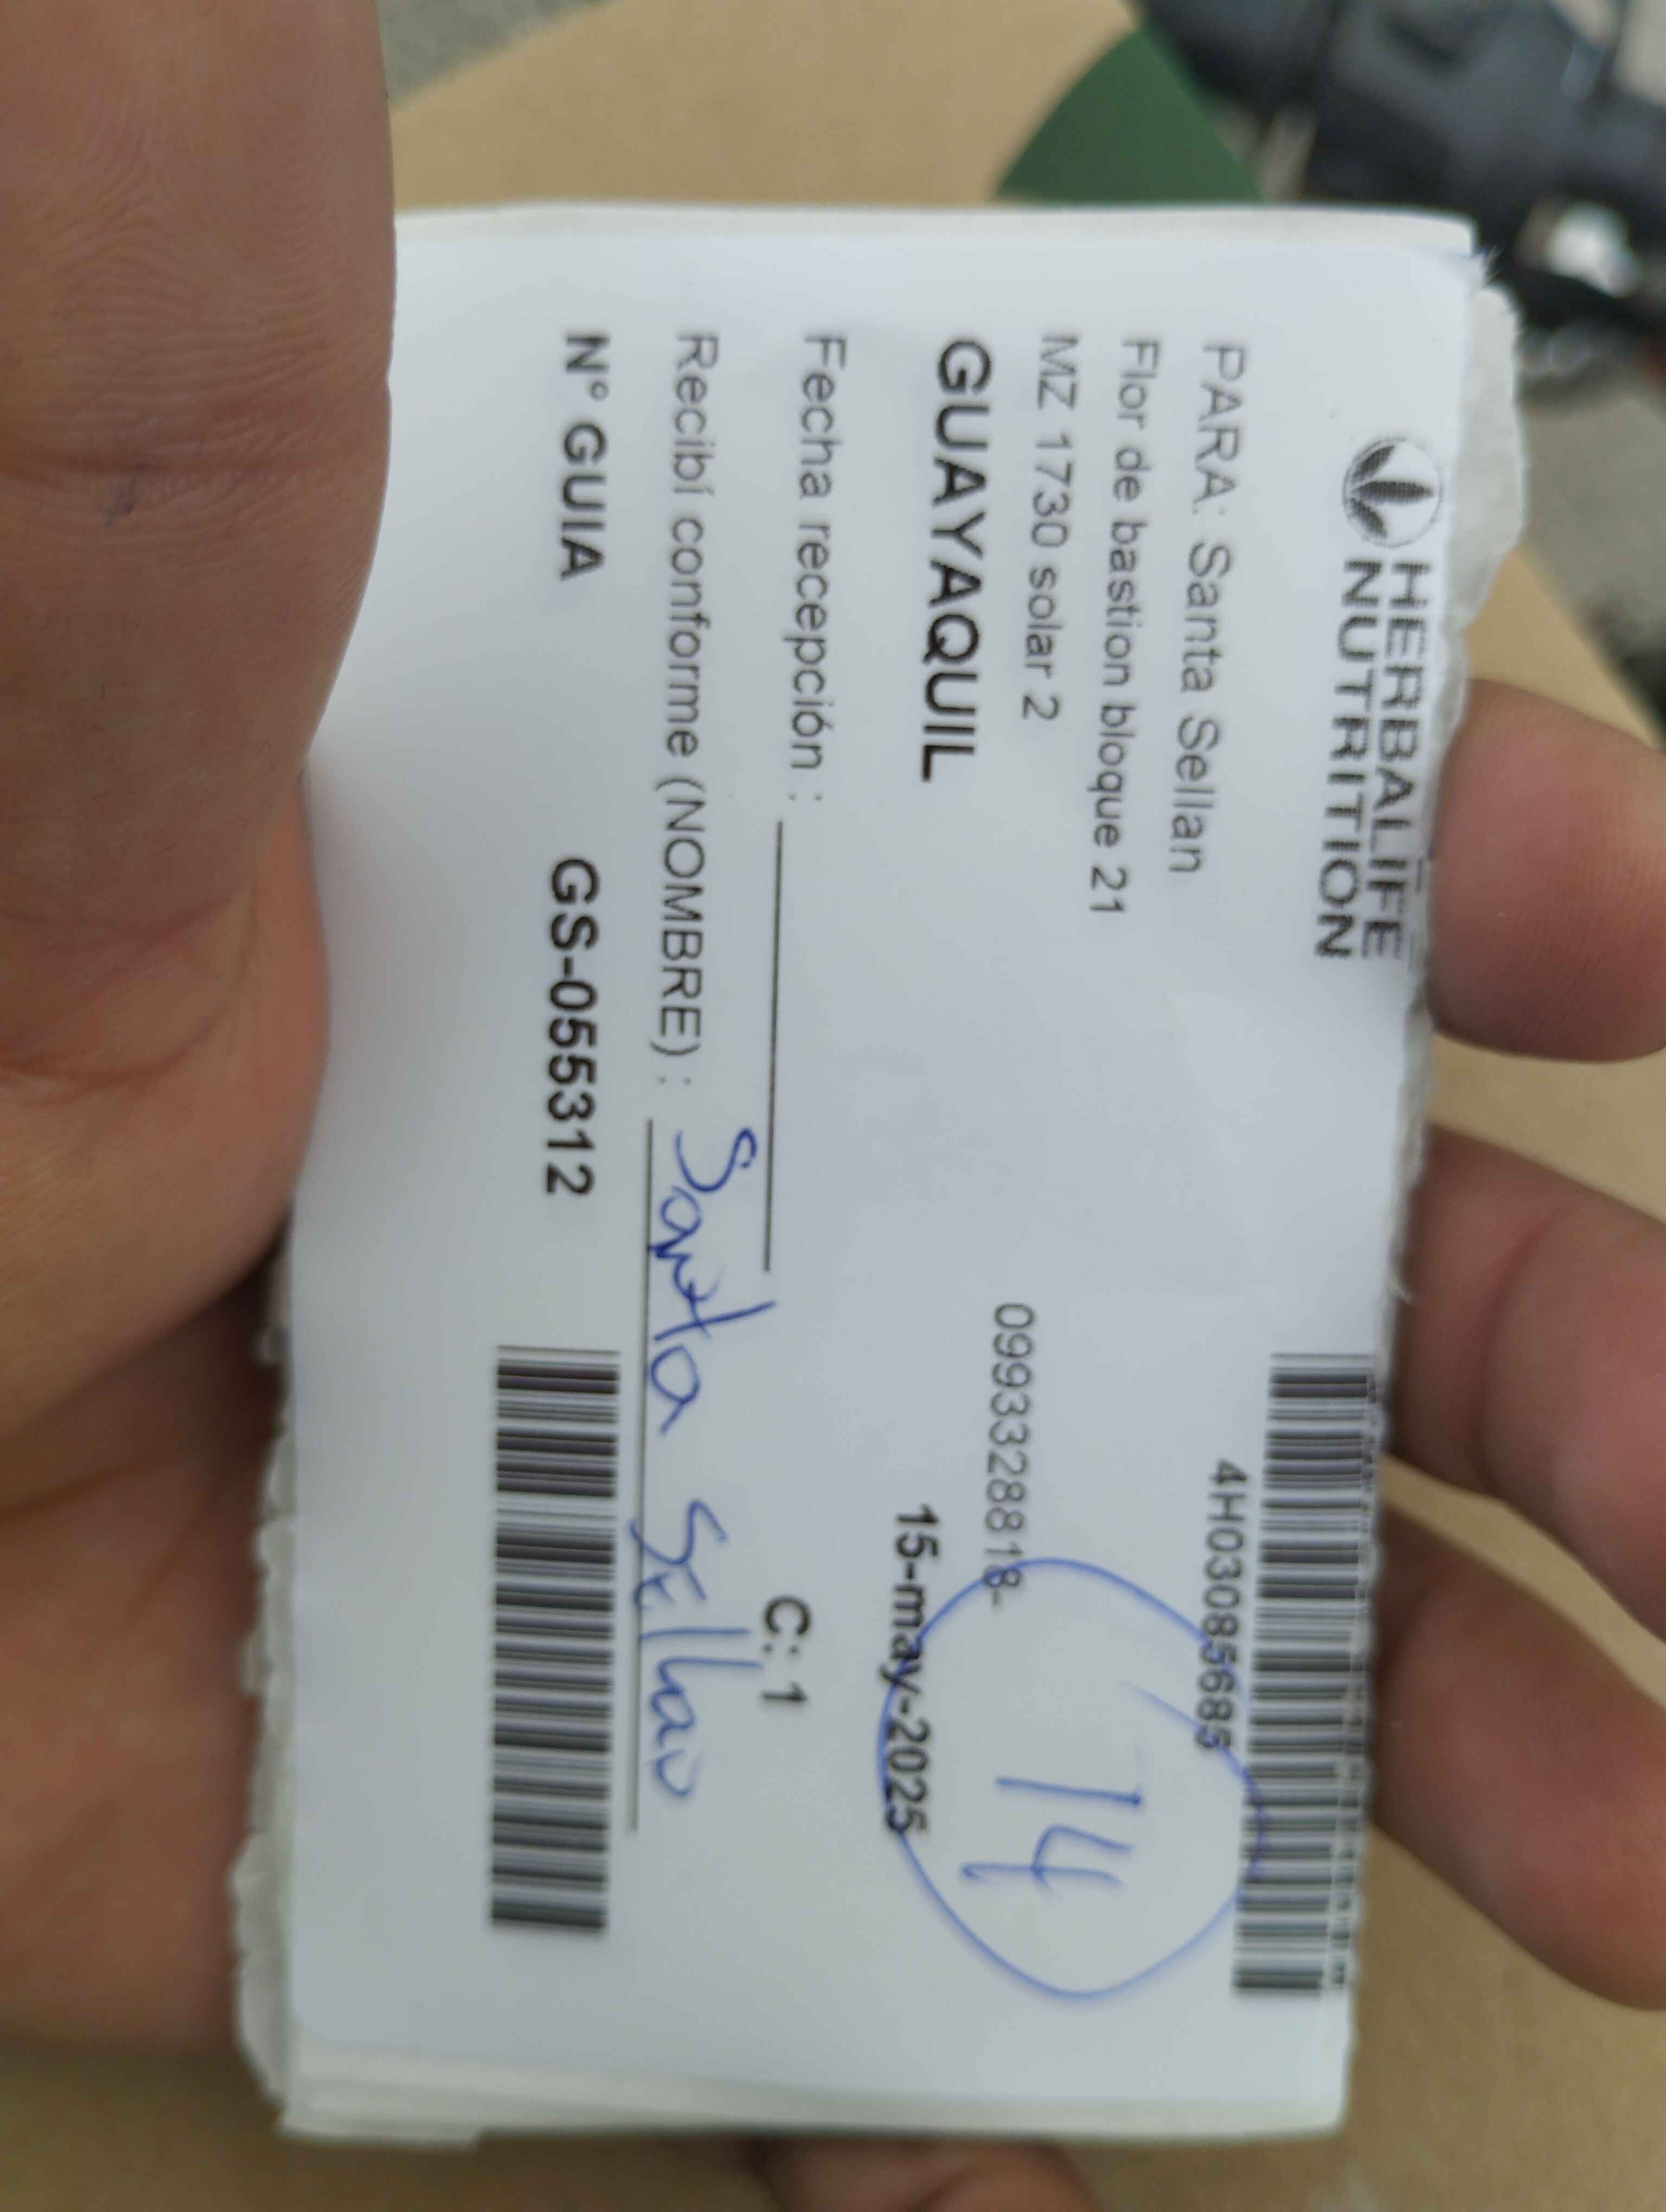 HERBALIFE
NUTRITION
4H03085685
PARA: Santa Sellan
Flor de bastion bloque 21
14
MZ 1730 solar 2
0993328818-
GUAYAQUIL
15-may-2025
Fecha recepción :
C: 1
Recibí conforme (NOMBRE) : Santa Sellan
N° GUIA GS-055312